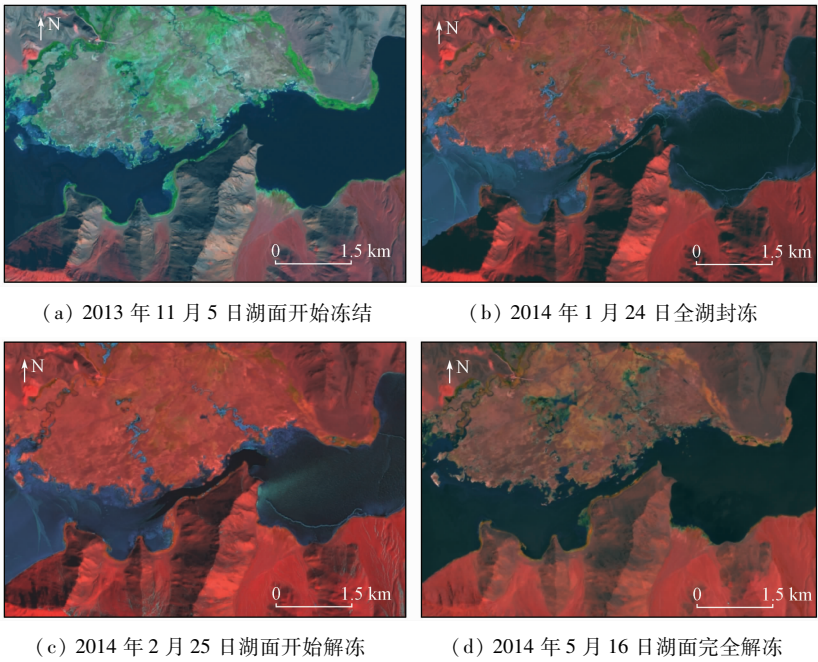 N
N
0 1.5 km
0 1.5 km
(a) 2013 年 11 月 5 日湖面开始冻结
(b) 2014 年 1 月 24 日全湖封冻
N
N
0 1.5 km
0 1.5 km
(c) 2014 年 2 月 25 日湖面开始解冻
(d) 2014 年 5 月 16 日湖面完全解冻